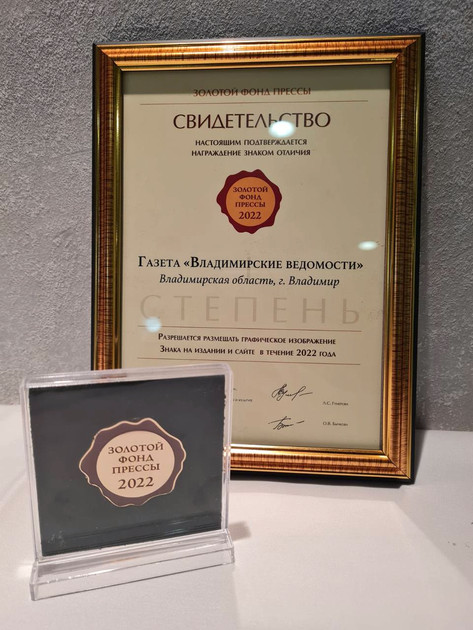 ЗОЛОТОЙ ФОНД ПРЕССЫ
СВИДЕТЕЛЬСТВО
НАСТОЯЩИМ ПОДТВЕРЖДАЕТСЯ
НАГРАЖДЕНИЕ ЗНАКОМ ОТЛИЧИЯ
ЗОЛОТОЙ
ФОНД
ПРЕССЫ
2022
ГАЗЕТА «ВЛАДИМИРСКИЕ ВЕДОМОСТИ»
Владимирская область, г. Владимир
СТЕПЕНЬ
РАЗРЕШАЕТСЯ РАЗМЕЩАТЬ ГРАФИЧЕСКОЕ ИЗОБРАЖЕНИЕ
ЗНАКА НА ИЗДАНИИ И САЙТЕ В ТЕЧЕНИЕ 2022 ГОДА
ЗОЛОТОЙ
ФОНД
ПРЕССЫ
2022